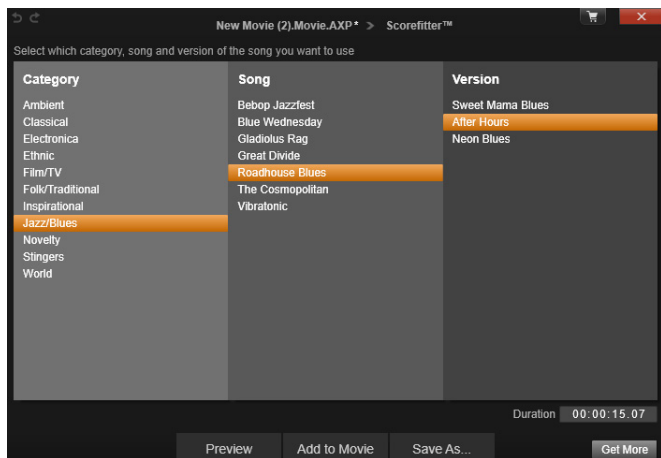 New Movie (2).Movie.AXP* > Scorefitter™
Select which category, song and version of the song you want to use
Category
Ambient
Classical
Electronica
Ethnic
Film/TV
Folk/Traditional
Inspirational
Jazz/Blues
Novelty
Stingers
World
Song
Bebop Jazzfest
Blue Wednesday
Gladiolus Rag
Great Divide
Roadhouse Blues
The Cosmopolitan
Vibratonic
Version
Sweet Mama Blues
After Hours
Neon Blues
Duration 00:00:15.07
Preview Add to Movie Save As... Get More